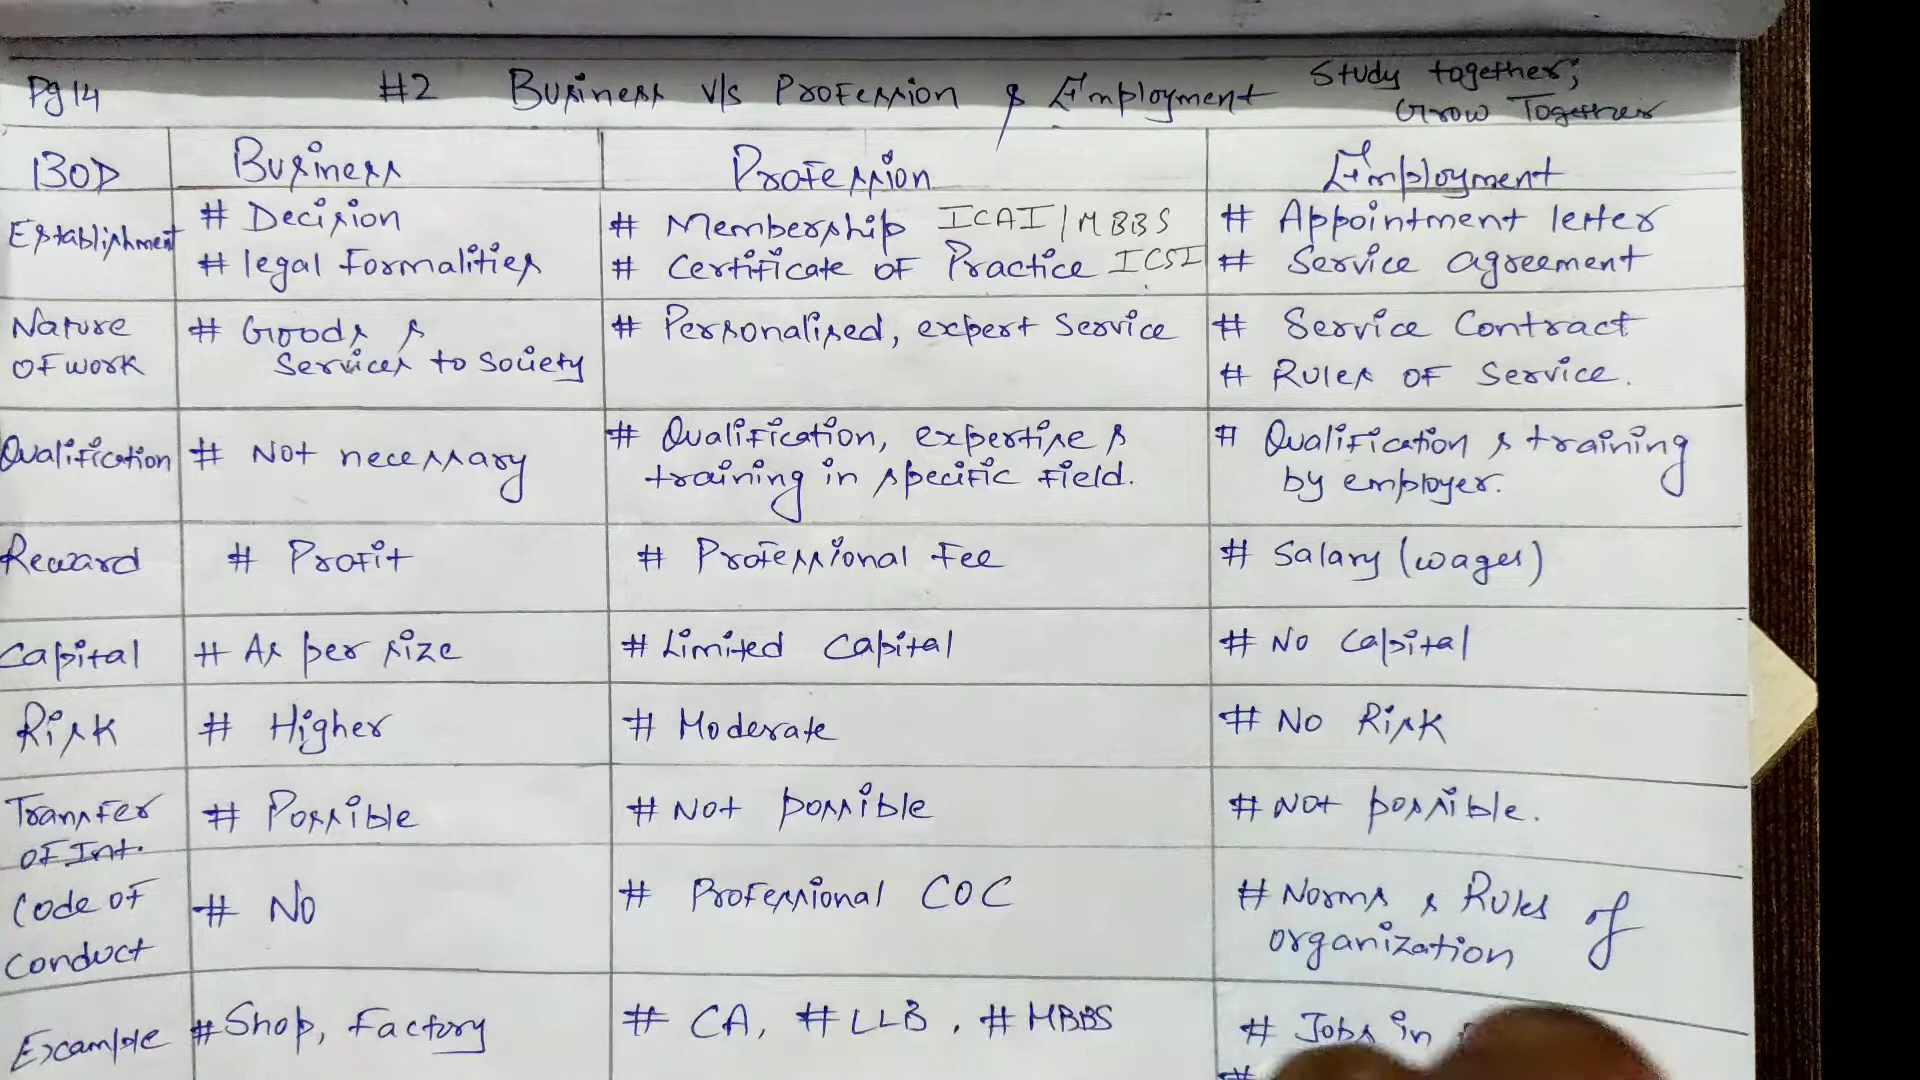 Pg 14 #2 Business v/s Profession & Employment Study together;
Grow Together
BOD Business Profession Employment
Establishment # Decision # Membership ICAI / MBBS # Appointment letter
# legal Formalities # Certificate of Practice ICSI # Service agreement
Nature # Goods & # Personalised, expert Service # Service Contract
of work Services to Society # Rules of Service.
Qualification # Not necessary # Qualification, expertise & # Qualification & training
training in specific Field. by employer.
Reward # Profit # Professional Fee # Salary (wages)
Capital # As per size # Limited Capital # No Capital
Risk # Higher # Moderate # No Risk
Transfer # Possible # Not possible # Not possible.
of Int.
Code of # No # Professional COC # Norms & Rules of
Conduct organization
Example # Shop, Factory # CA, # LLB, # MBBS # Jobs in
#